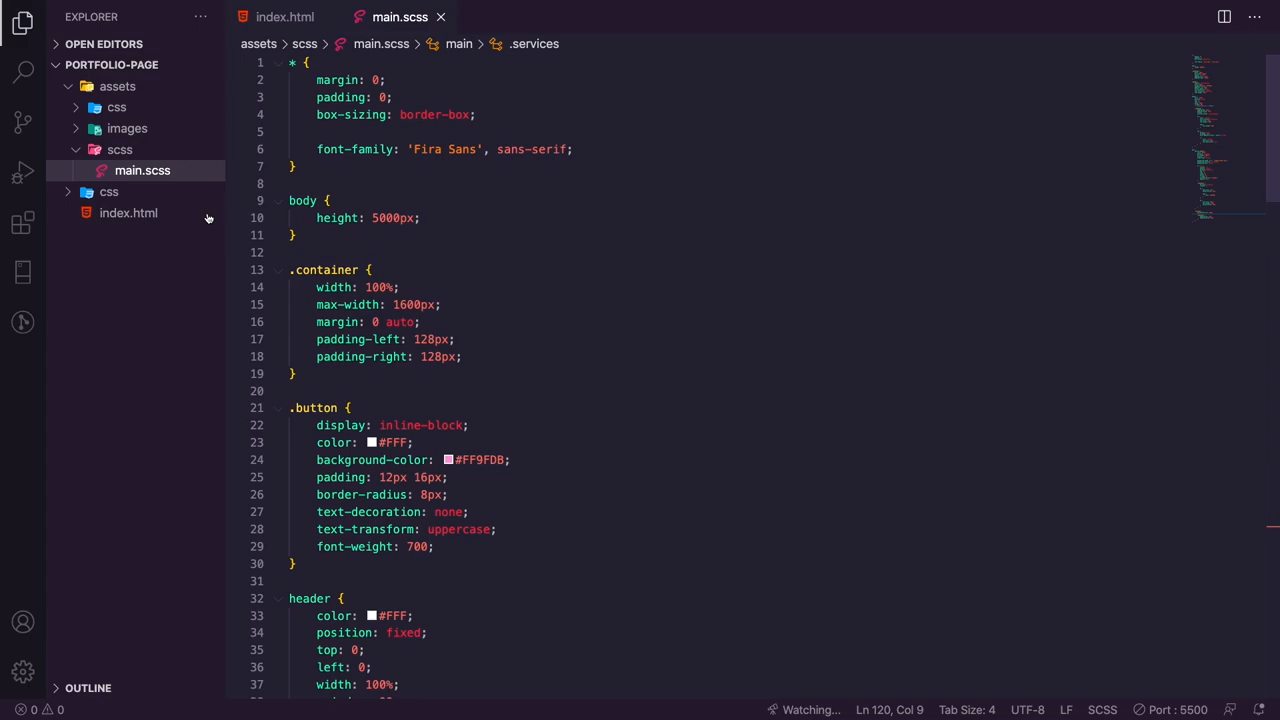 EXPLORER
OPEN EDITORS
PORTFOLIO-PAGE
assets
css
images
scss
main.scss
css
index.html
OUTLINE
index.html
main.scss
assets > scss > main.scss > main > .services
1 * {
2 margin: 0;
3 padding: 0;
4 box-sizing: border-box;
5
6 font-family: 'Fira Sans', sans-serif;
7 }
8
9 body {
10 height: 5000px;
11 }
12
13 .container {
14 width: 100%;
15 max-width: 1600px;
16 margin: 0 auto;
17 padding-left: 128px;
18 padding-right: 128px;
19 }
20
21 .button {
22 display: inline-block;
23 color: #FFF;
24 background-color: #FF9FDB;
25 padding: 12px 16px;
26 border-radius: 8px;
27 text-decoration: none;
28 text-transform: uppercase;
29 font-weight: 700;
30 }
31
32 header {
33 color: #FFF;
34 position: fixed;
35 top: 0;
36 left: 0;
37 width: 100%;
0 0 Watching... Ln 120, Col 9 Tab Size: 4 UTF-8 LF SCSS Port : 5500